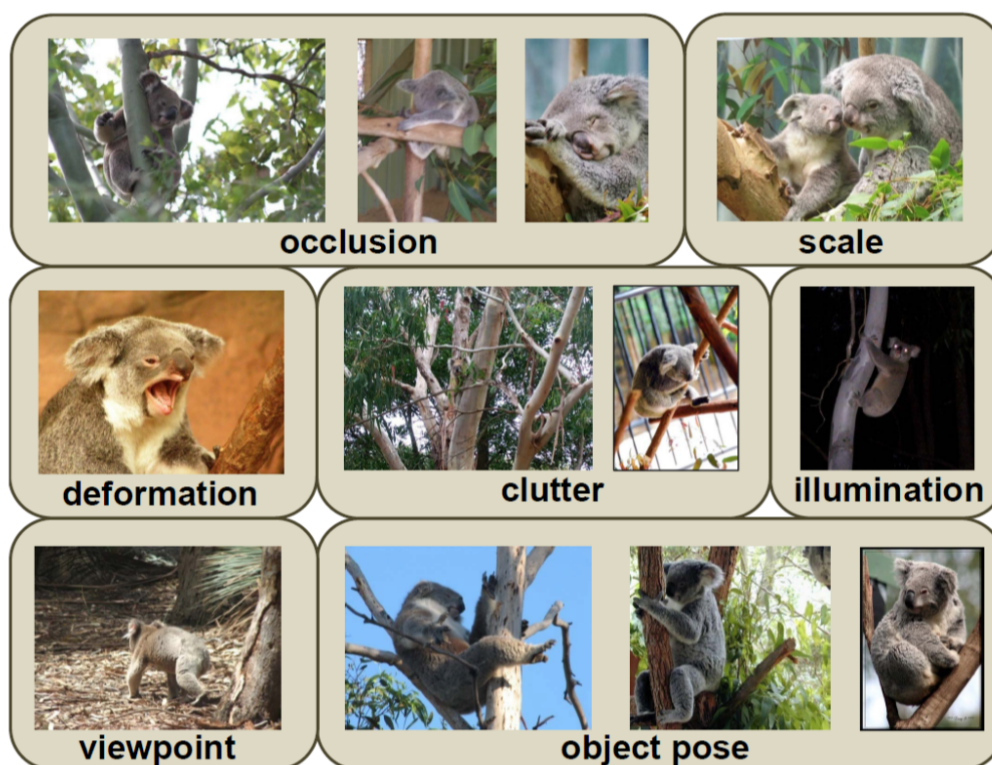 occlusion
scale
deformation
clutter
illumination
viewpoint
object pose